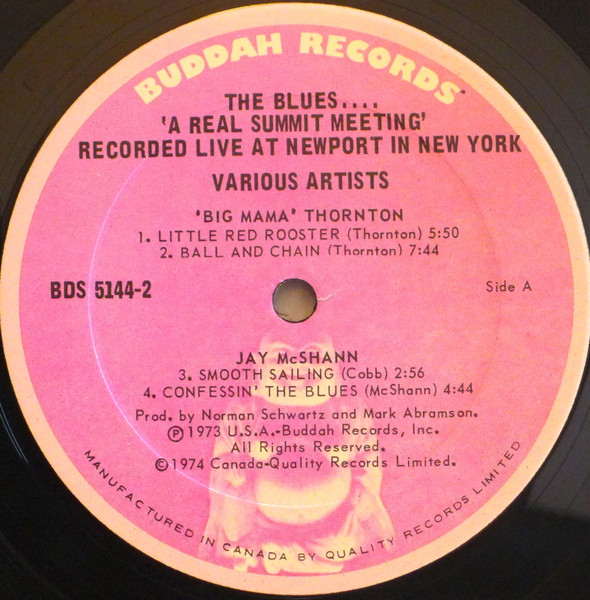 BUDDAH RECORDS
THE BLUES....
'A REAL SUMMIT MEETING'
RECORDED LIVE AT NEWPORT IN NEW YORK
VARIOUS ARTISTS
'BIG MAMA' THORNTON
1. LITTLE RED ROOSTER (Thornton) 5:50
2. BALL AND CHAIN (Thornton) 7:44
BDS 5144-2
Side A
JAY McSHANN
3. SMOOTH SAILING (Cobb) 2:56
4. CONFESSIN' THE BLUES (McShann) 4:44
Prod. by Norman Schwartz and Mark Abramson.
Ⓟ1973 U.S.A.-Buddah Records, Inc.
All Rights Reserved.
©1974 Canada-Quality Records Limited.
MANUFACTURED IN CANADA BY QUALITY RECORDS LIMITED